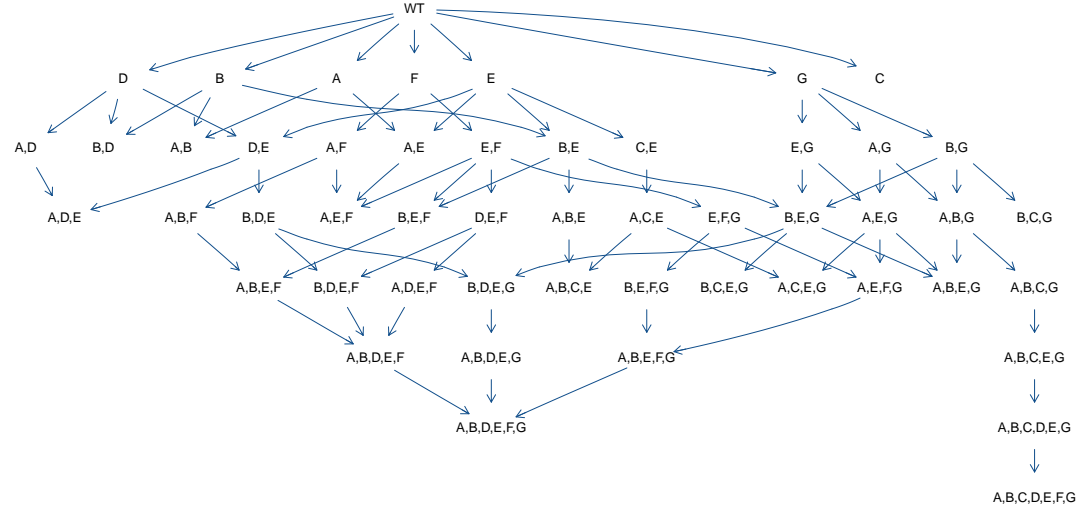 WT
D B A F E G C
A,D B,D A,B D,E A,F A,E E,F B,E C,E E,G A,G B,G
A,D,E A,B,F B,D,E A,E,F B,E,F D,E,F A,B,E A,C,E E,F,G B,E,G A,E,G A,B,G B,C,G
A,B,E,F B,D,E,F A,D,E,F B,D,E,G A,B,C,E B,E,F,G B,C,E,G A,C,E,G A,E,F,G A,B,E,G A,B,C,G
A,B,D,E,F A,B,D,E,G A,B,E,F,G A,B,C,E,G
A,B,D,E,F,G A,B,C,D,E,G
A,B,C,D,E,F,G